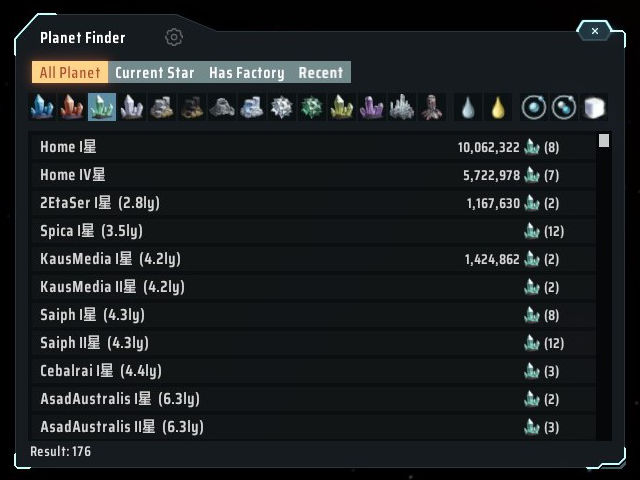 Planet Finder
×
All Planet Current Star Has Factory Recent
Home I星 10,062,322 (8)
Home IV星 5,722,978 (7)
2EtaSer I星 (2.8ly) 1,167,630 (2)
Spica I星 (3.5ly) (12)
KausMedia I星 (4.2ly) 1,424,862 (2)
KausMedia II星 (4.2ly) (2)
Saiph I星 (4.3ly) (8)
Saiph II星 (4.3ly) (12)
Cebalrai I星 (4.4ly) (3)
AsadAustralis I星 (6.3ly) (2)
AsadAustralis II星 (6.3ly) (3)
Result: 176